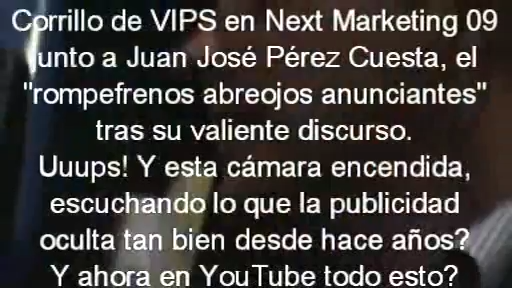 Corrillo de VIPS en Next Marketing 09
junto a Juan José Pérez Cuesta, el
"rompefrenos abreojos anunciantes"
tras su valiente discurso.
Uuups! Y esta cámara encendida,
escuchando lo que la publicidad
oculta tan bien desde hace años?
Y ahora en YouTube todo esto?